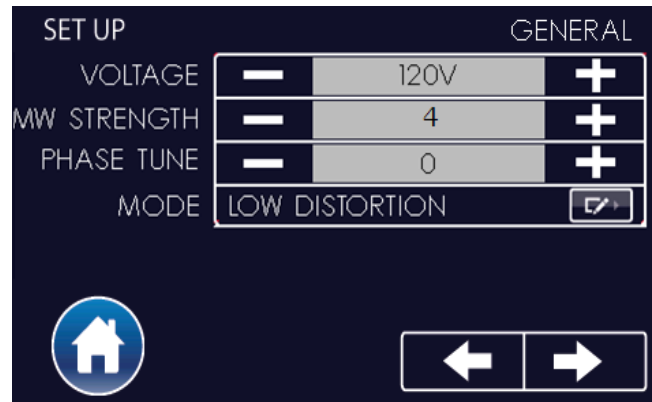 SET UP GENERAL
VOLTAGE 120V
MW STRENGTH 4
PHASE TUNE 0
MODE LOW DISTORTION